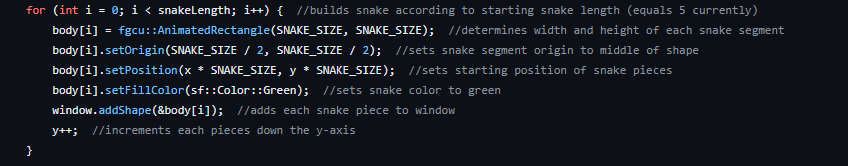 for (int i = 0; i < snakeLength; i++) {  //builds snake according to starting snake length (equals 5 currently)
body[i] = fgcu::AnimatedRectangle(SNAKE_SIZE, SNAKE_SIZE);  //determines width and height of each snake segment
body[i].setOrigin(SNAKE_SIZE / 2, SNAKE_SIZE / 2);  //sets snake segment origin to middle of shape
body[i].setPosition(x * SNAKE_SIZE, y * SNAKE_SIZE);  //sets starting position of snake pieces
body[i].setFillColor(sf::Color::Green);  //sets snake color to green
window.addShape(&body[i]);  //adds each snake piece to window
y++;  //increments each pieces down the y-axis
}